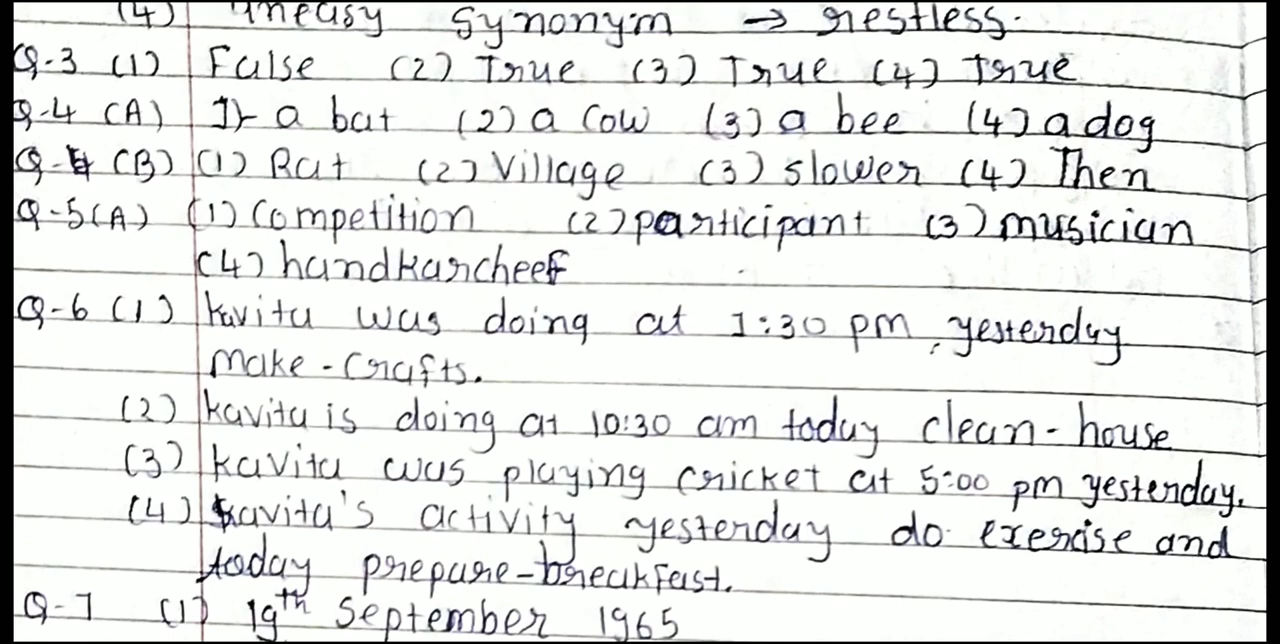 (4) uneasy synonym → restless.
Q-3 (1) False (2) True (3) True (4) True
Q-4 (A) 1) a bat (2) a cow (3) a bee (4) a dog
Q-4 (B) (1) Rat (2) Village (3) slower (4) Then
Q-5(A) (1) Competition (2) participant (3) musician
(4) handkarcheef
Q-6 (1) Kavita was doing at 1:30 pm, yesterday
make-crafts.
(2) kavita is doing at 10:30 am today clean-house
(3) kavita was playing cricket at 5:00 pm yesterday.
(4) kavita's activity yesterday do exercise and
today prepare-breakfast.
Q-7 (1) 19th September 1965